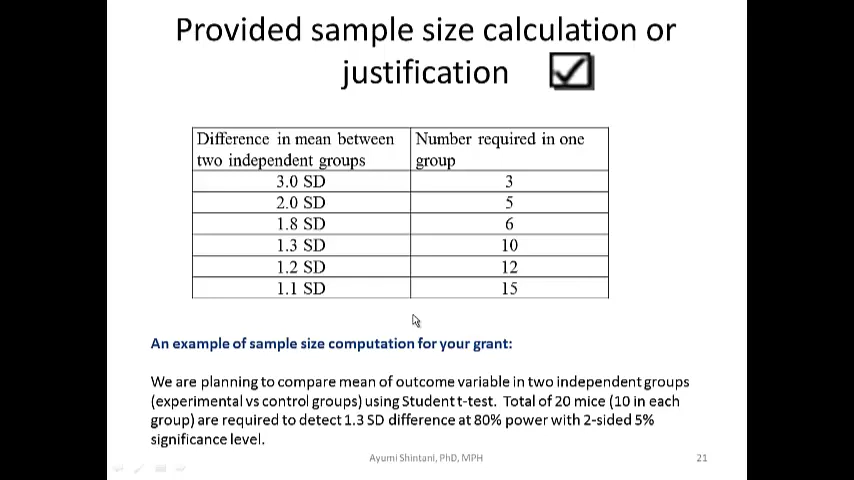 Provided sample size calculation or
justification
Difference in mean between
two independent groups
Number required in one
group
3.0 SD 3
2.0 SD 5
1.8 SD 6
1.3 SD 10
1.2 SD 12
1.1 SD 15
An example of sample size computation for your grant:
We are planning to compare mean of outcome variable in two independent groups
(experimental vs control groups) using Student t-test. Total of 20 mice (10 in each
group) are required to detect 1.3 SD difference at 80% power with 2-sided 5%
significance level.
Ayumi Shintani, PhD, MPH
21